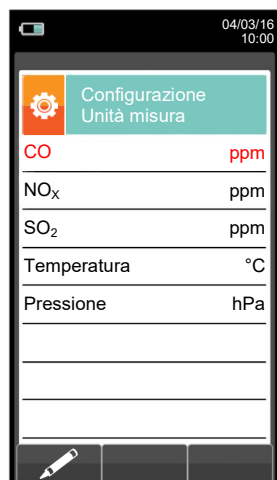 04/03/16
10:00
Configurazione
Unità misura
CO ppm
NOX ppm
SO2 ppm
Temperatura °C
Pressione hPa